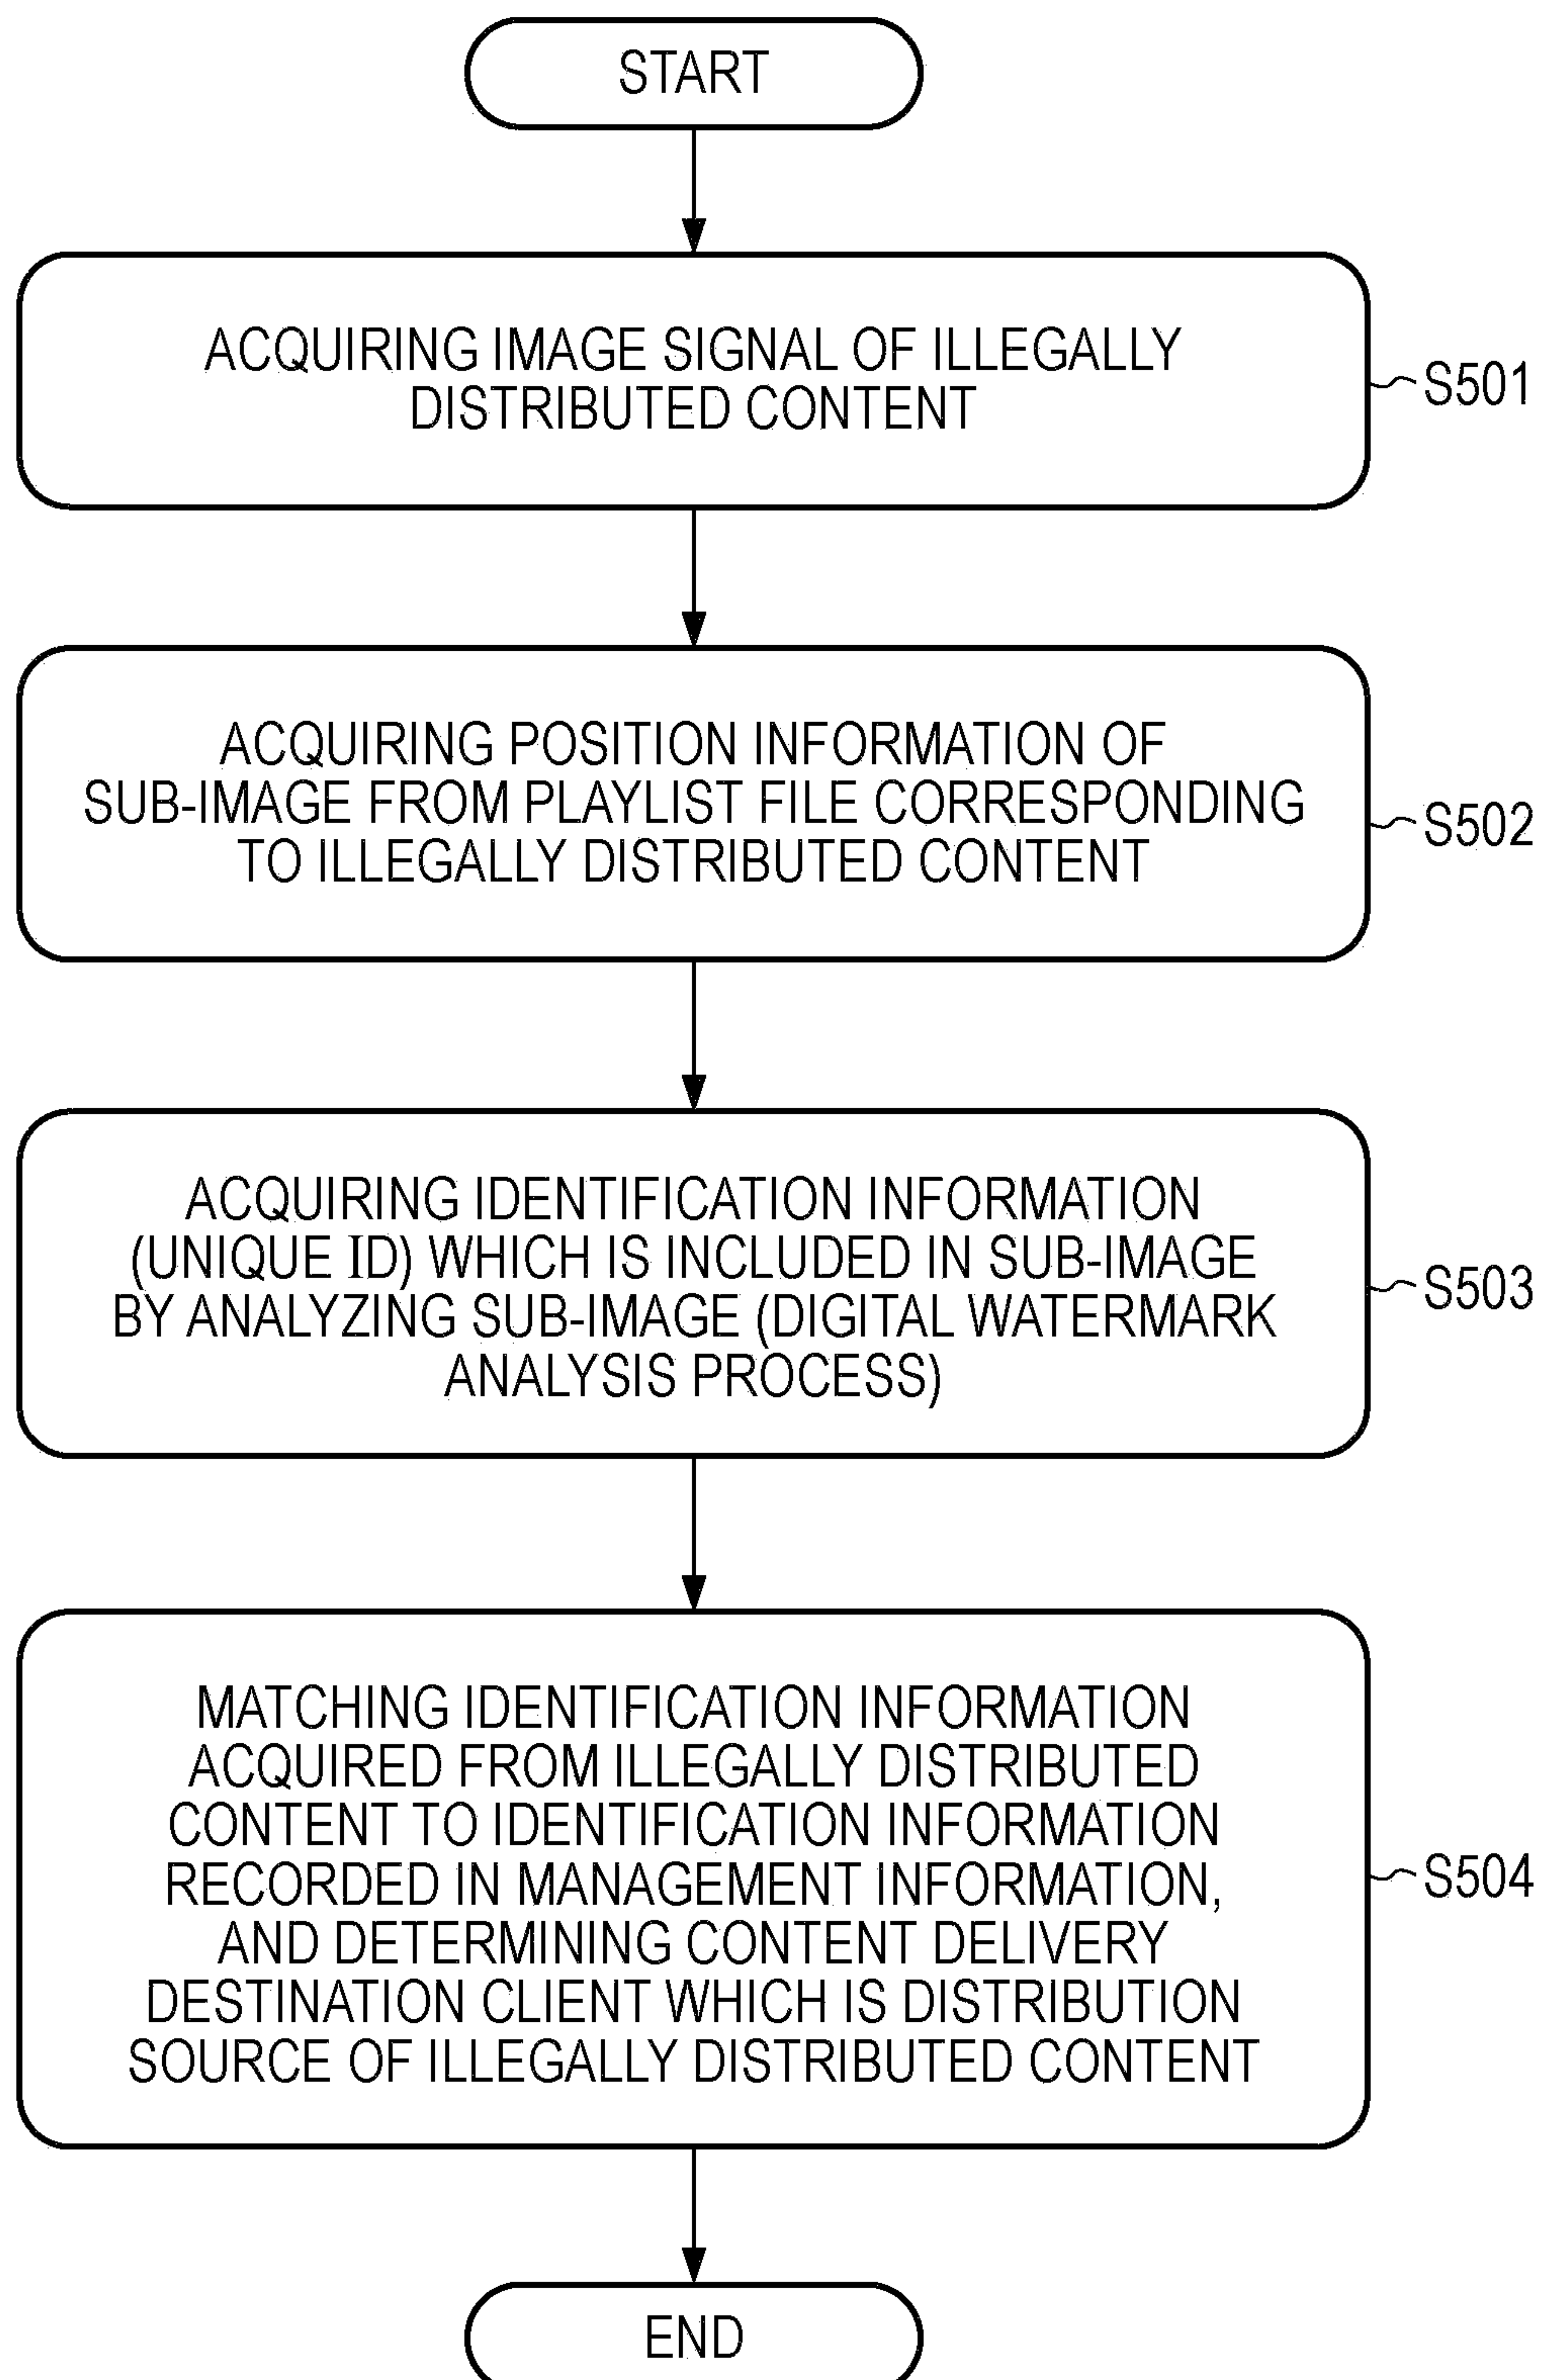 START
ACQUIRING IMAGE SIGNAL OF ILLEGALLY
DISTRIBUTED CONTENT
S501
ACQUIRING POSITION INFORMATION OF
SUB-IMAGE FROM PLAYLIST FILE CORRESPONDING
TO ILLEGALLY DISTRIBUTED CONTENT
S502
ACQUIRING IDENTIFICATION INFORMATION
(UNIQUE ID) WHICH IS INCLUDED IN SUB-IMAGE
BY ANALYZING SUB-IMAGE (DIGITAL WATERMARK
ANALYSIS PROCESS)
S503
MATCHING IDENTIFICATION INFORMATION
ACQUIRED FROM ILLEGALLY DISTRIBUTED
CONTENT TO IDENTIFICATION INFORMATION
RECORDED IN MANAGEMENT INFORMATION,
AND DETERMINING CONTENT DELIVERY
DESTINATION CLIENT WHICH IS DISTRIBUTION
SOURCE OF ILLEGALLY DISTRIBUTED CONTENT
S504
END